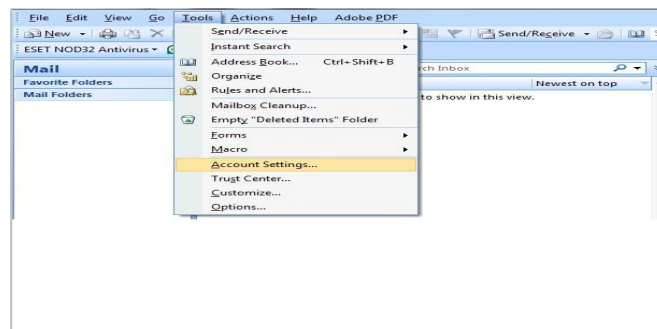 File Edit View Go Tools Actions Help Adobe PDF
New Send/Receive
ESET NOD32 Antivirus
Mail
Favorite Folders
Mail Folders
Send/Receive
Instant Search
Address Book... Ctrl+Shift+B
Organize
Rules and Alerts...
Mailbox Cleanup...
Empty "Deleted Items" Folder
Forms
Macro
Account Settings...
Trust Center...
Customize...
Options...
rch Inbox
Newest on top
to show in this view.